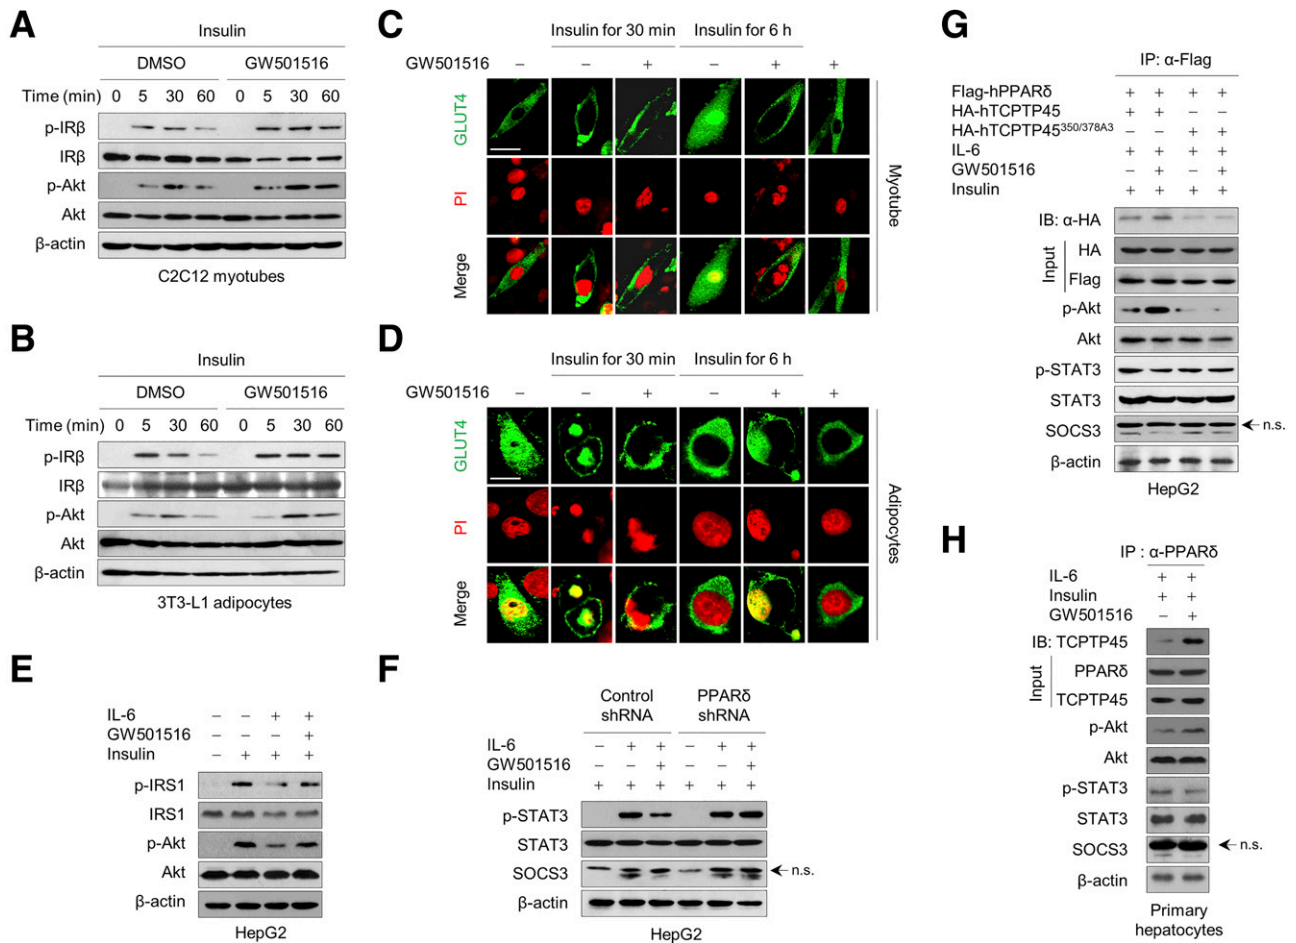 A
Insulin
DMSO GW501516
Time (min) 0 5 30 60 0 5 30 60
p-IRβ
IRβ
p-Akt
Akt
β-actin
C2C12 myotubes
B
Insulin
DMSO GW501516
Time (min) 0 5 30 60 0 5 30 60
p-IRβ
IRβ
p-Akt
Akt
β-actin
3T3-L1 adipocytes
C
Insulin for 30 min Insulin for 6 h
GW501516 – – + – + +
GLUT4
PI
Merge
Myotube
D
Insulin for 30 min Insulin for 6 h
GW501516 – – + – + +
GLUT4
PI
Merge
Adipocytes
E
IL-6 – – + +
GW501516 – – – +
Insulin – + + +
p-IRS1
IRS1
p-Akt
Akt
β-actin
HepG2
F
Control shRNA PPARδ shRNA
IL-6 – + + – + +
GW501516 – – + – – +
Insulin + + + + + +
p-STAT3
STAT3
SOCS3 n.s.
β-actin
HepG2
G
IP: α-Flag
Flag-hPPARδ + + + +
HA-hTCPTP45 + + – –
HA-hTCPTP45350/378A3 – – + +
IL-6 + + + +
GW501516 – + – +
Insulin + + + +
IB: α-HA
Input
HA
Flag
p-Akt
Akt
p-STAT3
STAT3
SOCS3 n.s.
β-actin
HepG2
H
IP : α-PPARδ
IL-6 + +
Insulin + +
GW501516 – +
IB: TCPTP45
Input
PPARδ
TCPTP45
p-Akt
Akt
p-STAT3
STAT3
SOCS3 n.s.
β-actin
Primary
hepatocytes